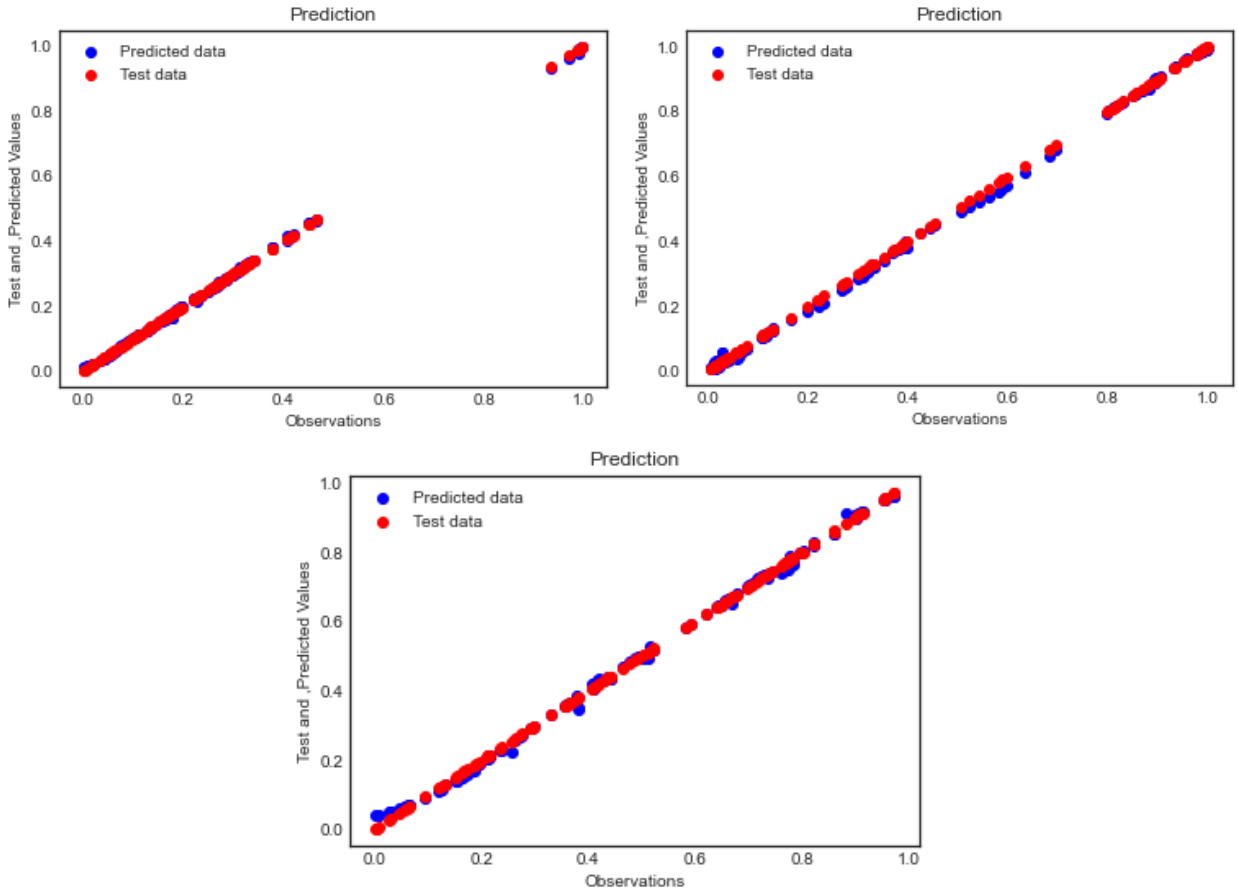 Prediction
Predicted data
Test data
1.0
0.8
0.6
0.4
0.2
0.0
Test and ,Predicted Values
0.0 0.2 0.4 0.6 0.8 1.0
Observations
Prediction
Predicted data
Test data
1.0
0.8
0.6
0.4
0.2
0.0
Test and ,Predicted Values
0.0 0.2 0.4 0.6 0.8 1.0
Observations
Prediction
Predicted data
Test data
1.0
0.8
0.6
0.4
0.2
0.0
Test and ,Predicted Values
0.0 0.2 0.4 0.6 0.8 1.0
Observations